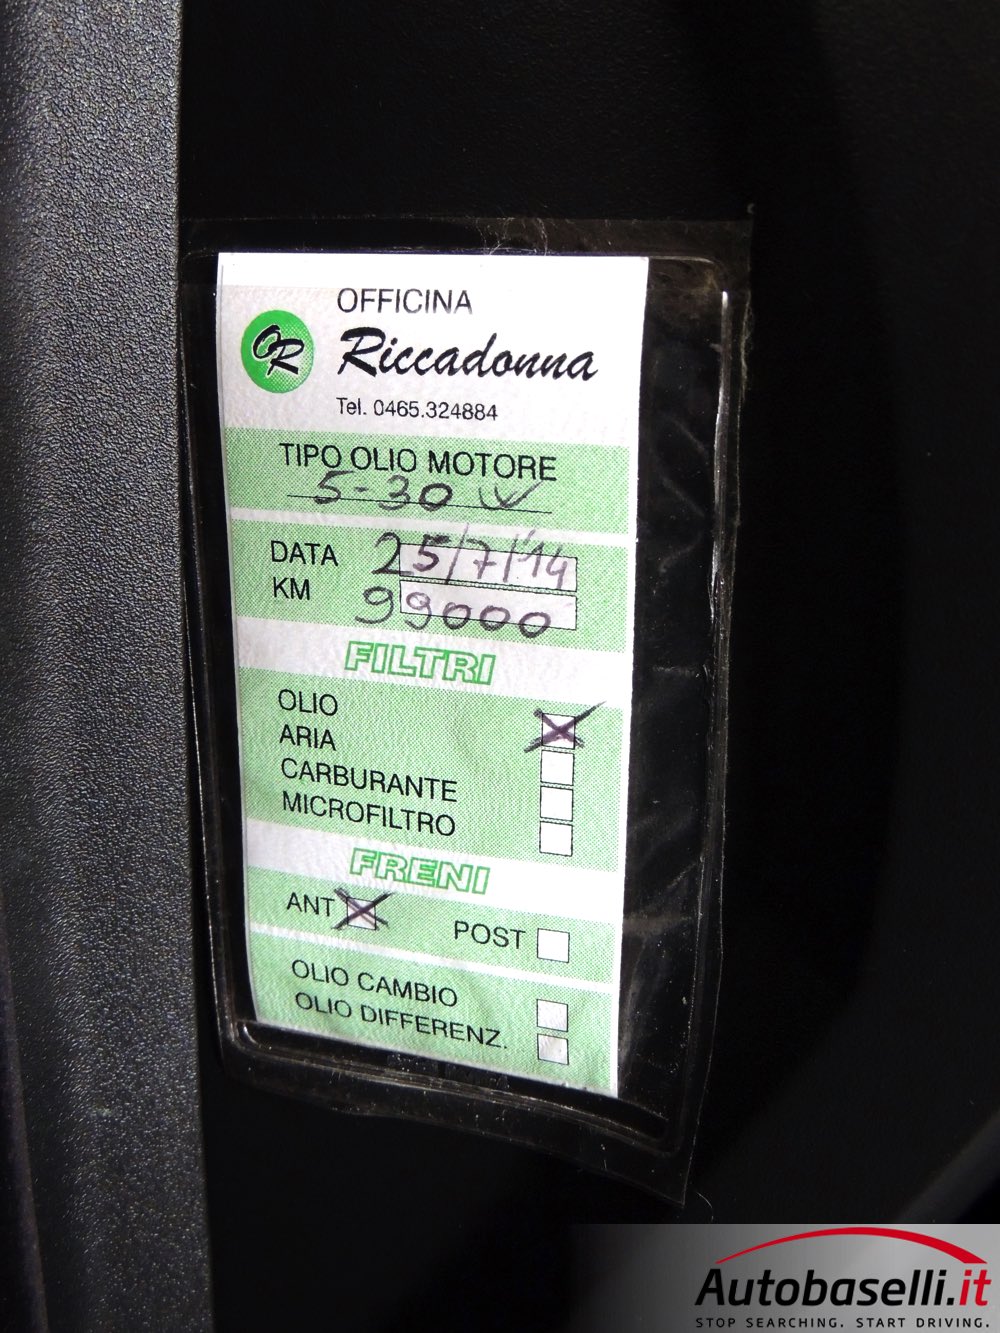 OFFICINA
OR Riccadonna
Tel. 0465.324884
TIPO OLIO MOTORE
5-30 W
DATA 25/7/'14
KM 99000
FILTRI
OLIO
ARIA
CARBURANTE
MICROFILTRO
FRENI
ANT POST
OLIO CAMBIO
OLIO DIFFERENZ.
Autobaselli.it
STOP SEARCHING. START DRIVING.